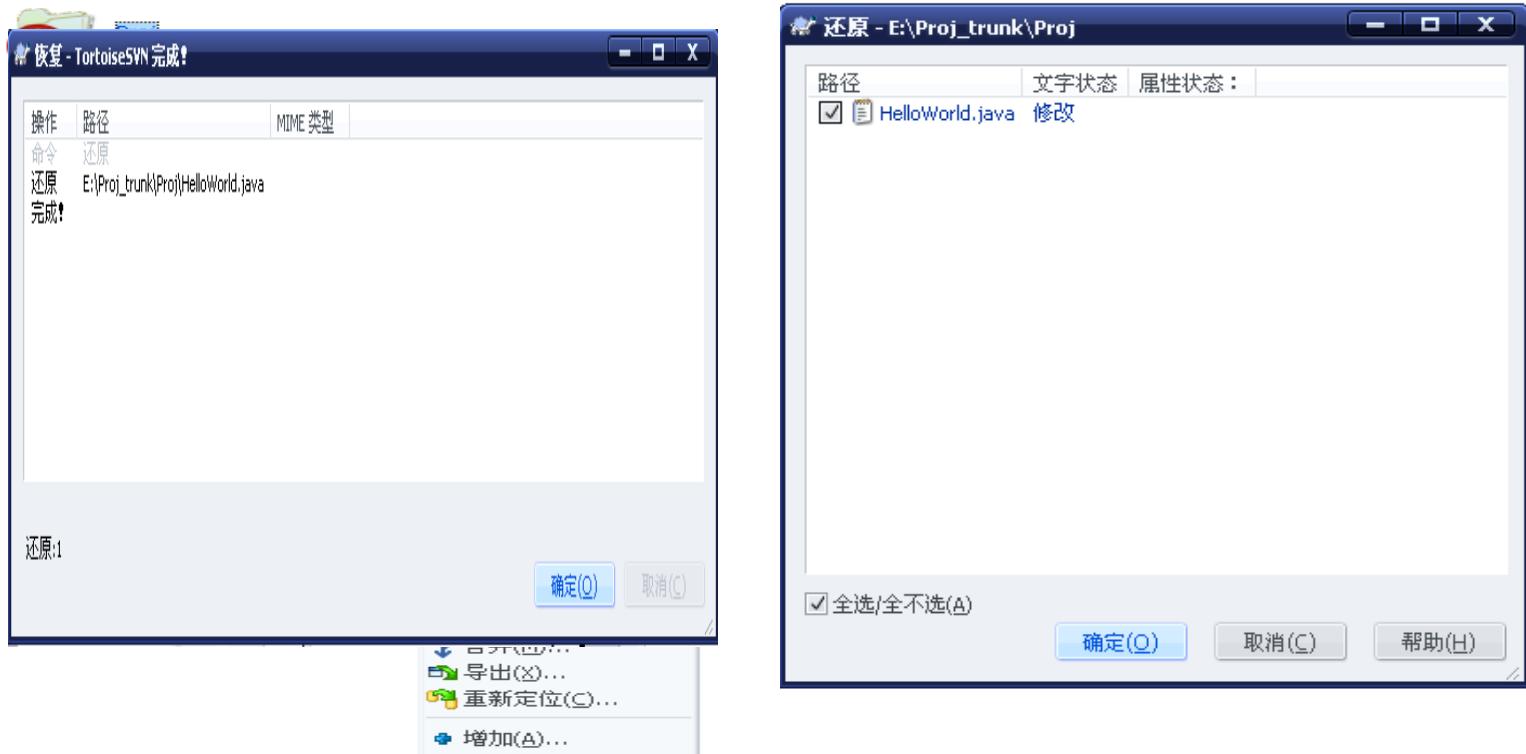 恢复 - TortoiseSVN 完成!
操作 路径 MIME 类型
命令 还原
还原 E:\Proj_trunk\Proj\HelloWorld.java
完成!
还原:1
确定(O) 取消(C)
导出(X)...
重新定位(C)...
增加(A)...
还原 - E:\Proj_trunk\Proj
路径 文字状态 属性状态：
HelloWorld.java 修改
全选/全不选(A)
确定(O) 取消(C) 帮助(H)